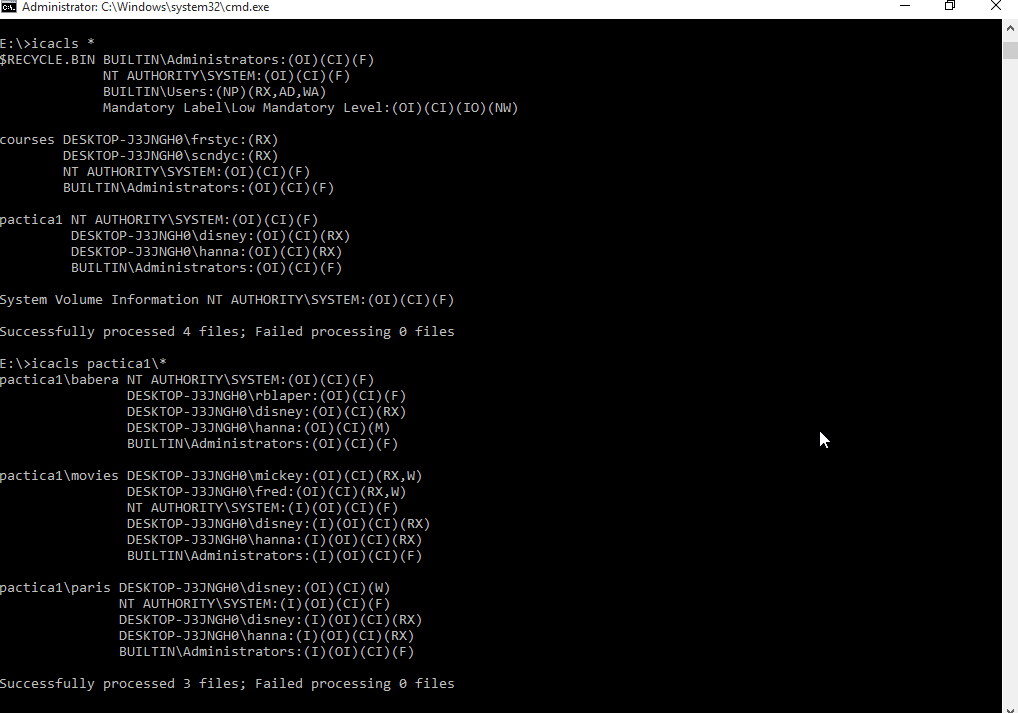 Administrator: C:\Windows\system32\cmd.exe
E:\>icacls *
$RECYCLE.BIN BUILTIN\Administrators:(OI)(CI)(F)
NT AUTHORITY\SYSTEM:(OI)(CI)(F)
BUILTIN\Users:(NP)(RX,AD,WA)
Mandatory Label\Low Mandatory Level:(OI)(CI)(IO)(NW)
courses DESKTOP-J3JNGH0\frstyc:(RX)
DESKTOP-J3JNGH0\scndyc:(RX)
NT AUTHORITY\SYSTEM:(OI)(CI)(F)
BUILTIN\Administrators:(OI)(CI)(F)
pactica1 NT AUTHORITY\SYSTEM:(OI)(CI)(F)
DESKTOP-J3JNGH0\disney:(OI)(CI)(RX)
DESKTOP-J3JNGH0\hanna:(OI)(CI)(RX)
BUILTIN\Administrators:(OI)(CI)(F)
System Volume Information NT AUTHORITY\SYSTEM:(OI)(CI)(F)
Successfully processed 4 files; Failed processing 0 files
E:\>icacls pactica1\*
pactica1\babera NT AUTHORITY\SYSTEM:(OI)(CI)(F)
DESKTOP-J3JNGH0\rblaper:(OI)(CI)(F)
DESKTOP-J3JNGH0\disney:(OI)(CI)(RX)
DESKTOP-J3JNGH0\hanna:(OI)(CI)(M)
BUILTIN\Administrators:(OI)(CI)(F)
pactica1\movies DESKTOP-J3JNGH0\mickey:(OI)(CI)(RX,W)
DESKTOP-J3JNGH0\fred:(OI)(CI)(RX,W)
NT AUTHORITY\SYSTEM:(I)(OI)(CI)(F)
DESKTOP-J3JNGH0\disney:(I)(OI)(CI)(RX)
DESKTOP-J3JNGH0\hanna:(I)(OI)(CI)(RX)
BUILTIN\Administrators:(I)(OI)(CI)(F)
pactica1\paris DESKTOP-J3JNGH0\disney:(OI)(CI)(W)
NT AUTHORITY\SYSTEM:(I)(OI)(CI)(F)
DESKTOP-J3JNGH0\disney:(I)(OI)(CI)(RX)
DESKTOP-J3JNGH0\hanna:(I)(OI)(CI)(RX)
BUILTIN\Administrators:(I)(OI)(CI)(F)
Successfully processed 3 files; Failed processing 0 files